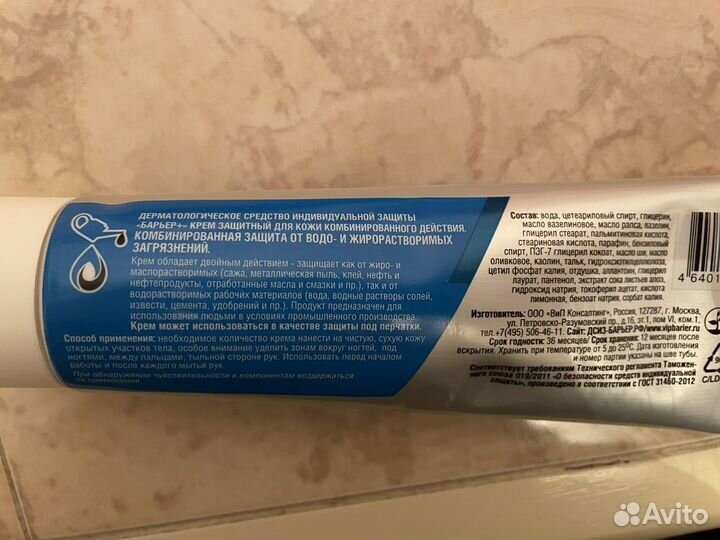 ДЕРМАТОЛОГИЧЕСКОЕ СРЕДСТВО ИНДИВИДУАЛЬНОЙ ЗАЩИТЫ
«БАРЬЕР+» КРЕМ ЗАЩИТНЫЙ ДЛЯ КОЖИ КОМБИНИРОВАННОГО ДЕЙСТВИЯ.
КОМБИНИРОВАННАЯ ЗАЩИТА ОТ ВОДО- И ЖИРОРАСТВОРИМЫХ
ЗАГРЯЗНЕНИЙ.
Крем обладает двойным действием - защищает как от жиро- и
маслорастворимых (сажа, металлическая пыль, клей, нефть и
нефтепродукты, отработанные масла и смазки и пр.), так и от
водорастворимых рабочих материалов (вода, водные растворы солей,
извести, цемента, удобрений и пр.). Продукт предназначен для
использования людьми в условиях промышленного производства.
Крем может использоваться в качестве защиты под перчатки.
Способ применения: необходимое количество крема нанести на чистую, сухую кожу
открытых участков тела, особое внимание уделить зонам вокруг ногтей, под
ногтями, между пальцами, тыльной стороне рук. Использовать перед началом
работы и после каждого мытья рук.
При обнаружении чувствительности к компонентам воздержаться
от применения.
Состав: вода, цетеариловый спирт, глицерин,
масло вазелиновое, масло рапса, вазелин,
глицерил стеарат, пальмитиновая кислота,
стеариновая кислота, парафин, бензиловый
спирт, ПЭГ-7 глицерил кокоат, масло ши, масло
оливковое, каолин, тальк, гидроксиэтилцеллюлоза,
цетил фосфат калия, отдушка, аллантоин, глицерил
лаурат, пантенол, экстракт сока листьев алоэ,
гидроксид натрия, токоферил ацетат, кислота
лимонная, бензоат натрия, сорбат калия.
Изготовитель: ООО «ВиП Консалтинг», Россия, 127287, г. Москва,
ул. Петровско-Разумовский пр., д.16, эт.1, пом VI, ком.1,
тел.+7(495) 506-46-11. Сайт: ДСИЗ-БАРЬЕР.РФ/www.vipbarier.ru
Срок годности: 36 месяцев/ Срок хранения: 12 месяцев после
вскрытия. Хранить при температуре от 5 до 25°С. Дата изготовления
и номер партии указаны на шве тубы.
Соответствует требованиям Технического регламента Таможен-
ного союза 019/2011 «О безопасности средств индивидуальной
защиты», произведено в соответствии с ГОСТ 31460-2012
4 6401
C/LD
Avito